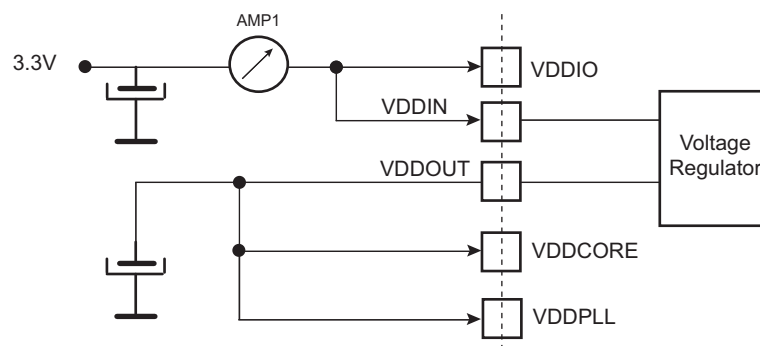 AMP1
3.3V
VDDIO
VDDIN
Voltage
Regulator
VDDOUT
VDDCORE
VDDPLL